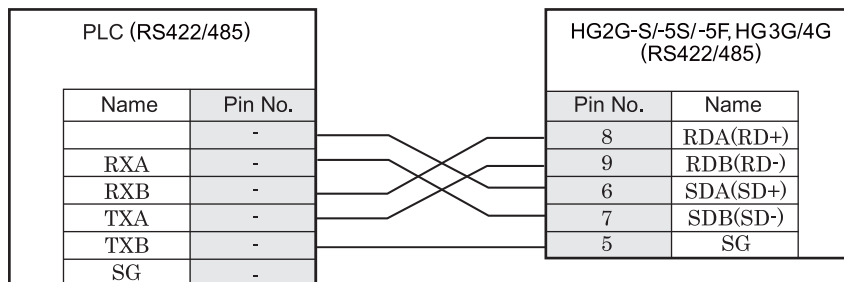 PLC (RS422/485)
HG2G-S/-5S/-5F, HG3G/4G
(RS422/485)
Name Pin No.
Pin No. Name
-
8 RDA(RD+)
RXA -
9 RDB(RD-)
RXB -
6 SDA(SD+)
TXA -
7 SDB(SD-)
TXB -
5 SG
SG -